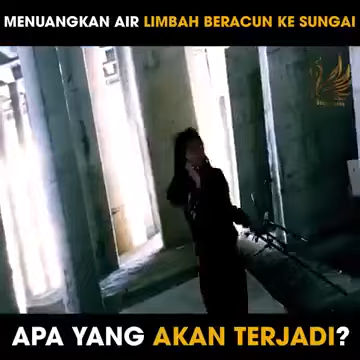 MENUANGKAN AIR LIMBAH BERACUN KE SUNGAI
APA YANG AKAN TERJADI?